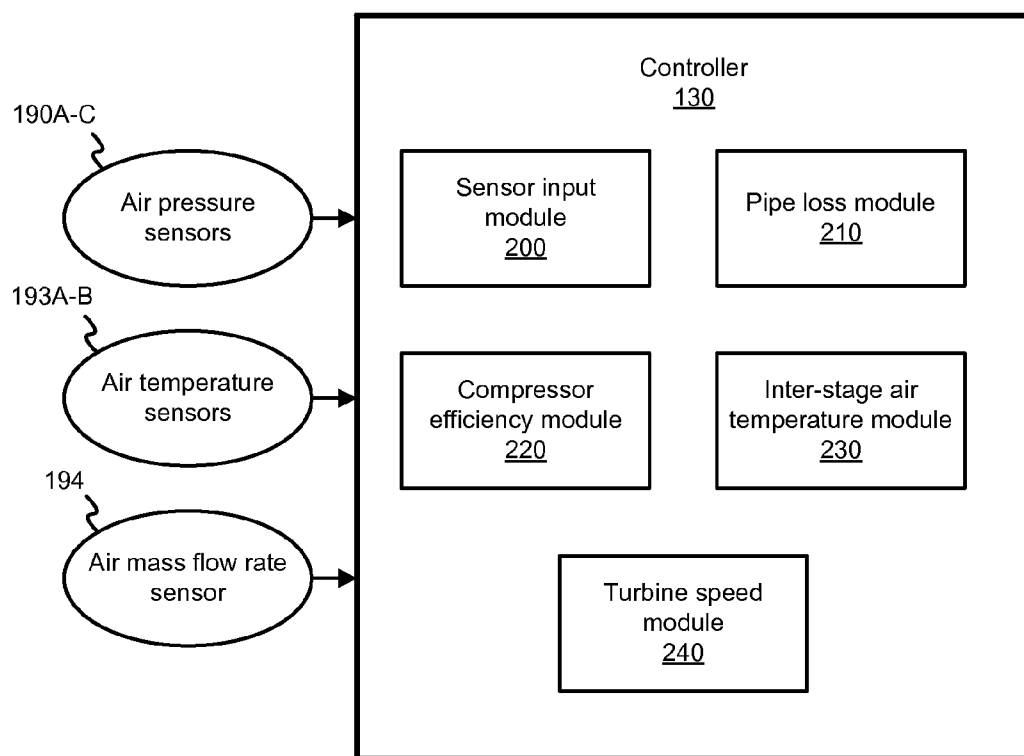 Controller
130
190A-C
Air pressure
sensors
Sensor input
module
200
Pipe loss module
210
193A-B
Air temperature
sensors
Compressor
efficiency module
220
Inter-stage air
temperature module
230
194
Air mass flow rate
sensor
Turbine speed
module
240